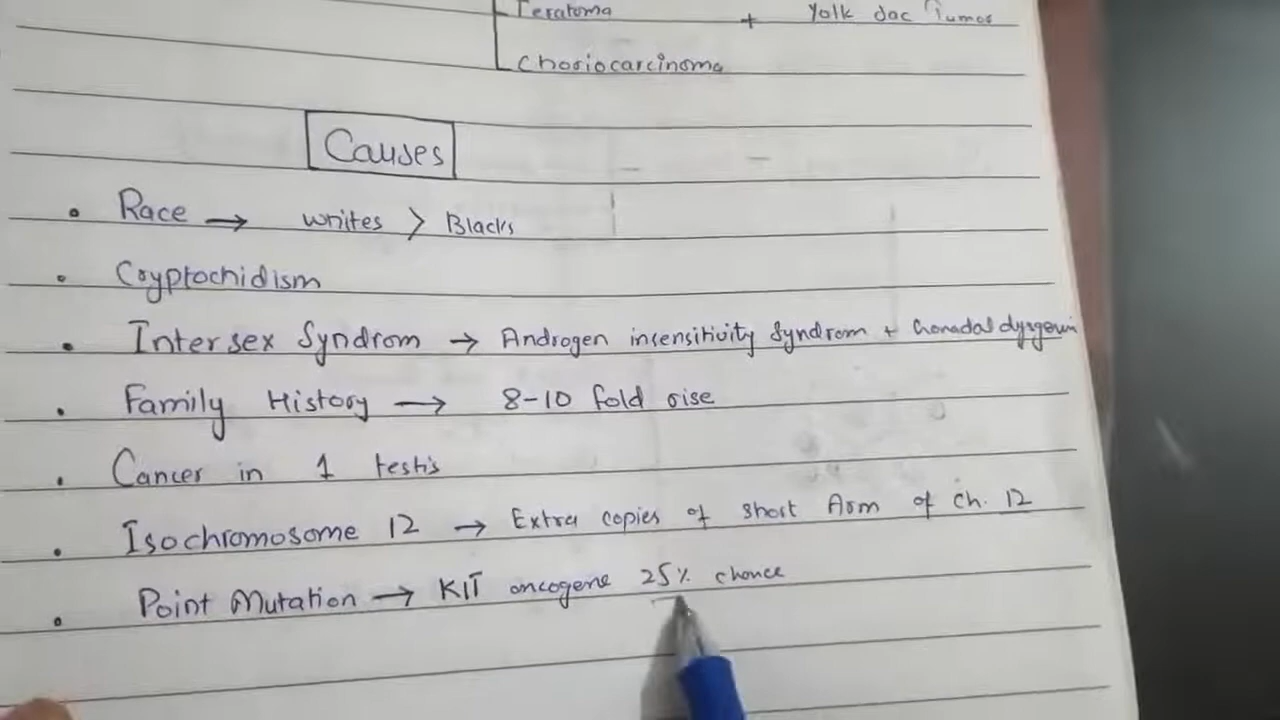 Teratoma + Yolk Sac Tumor
Choriocarcinoma
Causes
• Race → Whites > Blacks
• Cryptochidism
• Intersex Syndrom → Androgen insensitivity Syndrom + Gonadal
• Family History → 8-10 fold rise
• Cancer in 1 testis
• Isochromosome 12 → Extra copies of short Arm of ch. 12
• Point Mutation → KIT oncogene 25% chance